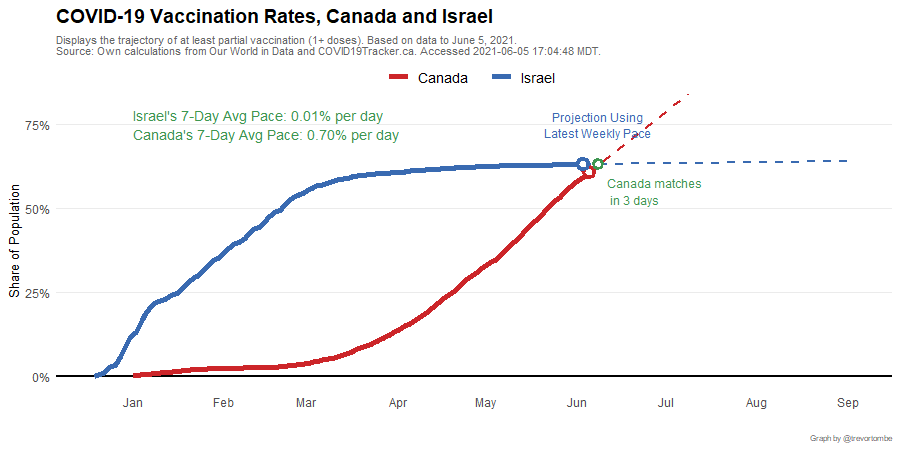 COVID-19 Vaccination Rates, Canada and Israel
Displays the trajectory of at least partial vaccination (1+ doses). Based on data to June 5, 2021.
Source: Own calculations from Our World in Data and COVID19Tracker.ca. Accessed 2021-06-05 17:04:48 MDT.
Canada Israel
Israel's 7-Day Avg Pace: 0.01% per day
Canada's 7-Day Avg Pace: 0.70% per day
Projection Using
Latest Weekly Pace
Canada matches
in 3 days
Share of Population
75%
50%
25%
0%
Jan Feb Mar Apr May Jun Jul Aug Sep
Graph by @trevortombe